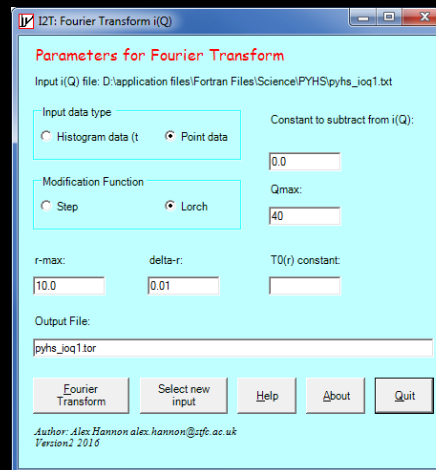 I2T: Fourier Transform i(Q)
Parameters for Fourier Transform
Input i(Q) file: D:\application files\Fortran Files\Science\PYHS\pyhs_ioq1.txt
Input data type
Histogram data (t
Point data
Constant to subtract from i(Q):
0.0
Modification Function
Step
Lorch
Qmax:
40
r-max:
delta-r:
T0(r) constant:
10.0
0.01
Output File:
pyhs_ioq1.tor
Fourier Transform
Select new input
Help
About
Quit
Author: Alex Hannon alex.hannon@stfc.ac.uk
Version2 2016